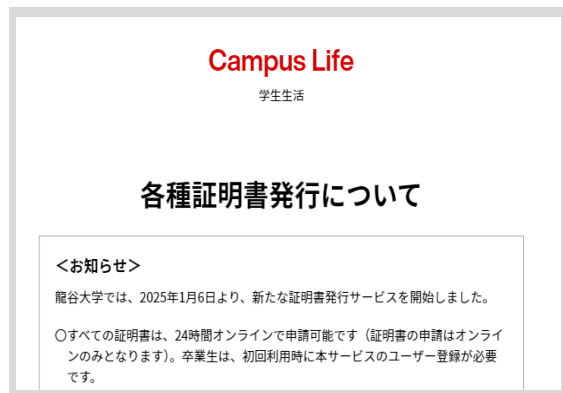 Campus Life
学生生活
各種証明書発行について
＜お知らせ＞
龍谷大学では、2025年1月6日より、新たな証明書発行サービスを開始しました。
〇すべての証明書は、24時間オンラインで申請可能です（証明書の申請はオンライ
ンのみとなります）。卒業生は、初回利用時に本サービスのユーザー登録が必要
です。